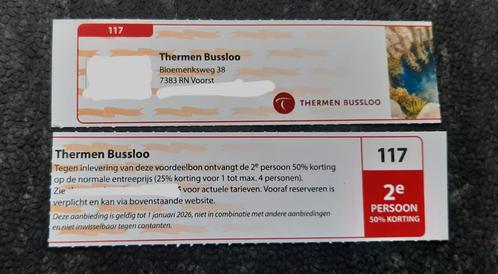 117
Thermen Bussloo
Bloemenksweg 38
7383 RN Voorst
THERMEN BUSSLOO
Thermen Bussloo
Tegen inlevering van deze voordeelbon ontvangt de 2e persoon 50% korting
op de normale entreeprijs (25% korting voor 1 tot max. 4 personen).
Zie voor actuele tarieven. Vooraf reserveren is
verplicht en kan via bovenstaande website.
Deze aanbieding is geldig tot 1 januari 2026, niet in combinatie met andere aanbiedingen
en niet inwisselbaar tegen contanten.
117
2e
PERSOON
50% KORTING